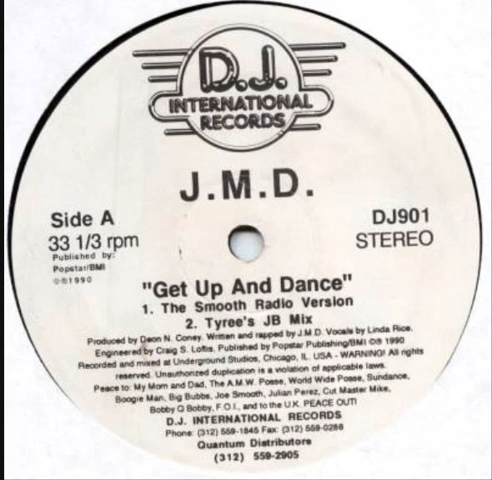 D.J.
INTERNATIONAL
RECORDS
J.M.D.
Side A
33 1/3 rpm
Published by:
Popstar/BMI
©℗1990
DJ901
STEREO
"Get Up And Dance"
1. The Smooth Radio Version
2. Tyree's JB Mix
Produced by Deon N. Coney. Written and rapped by J.M.D. Vocals by Linda Rice.
Engineered by Craig S. Loftis. Published by Popstar Publishing/BMI ©℗ 1990
Recorded and mixed at Underground Studios, Chicago, IL. USA - WARNING! All rights
reserved. Unauthorized duplication is a violation of applicable laws.
Peace to: My Mom and Dad, The A.M.W. Posse, World Wide Posse, Sundance,
Boogie Man, Big Bubba, Joe Smooth, Julian Perez, Cut Master Mike,
Bobby Q Bobby, F.O.I., and to the U.K. PEACE OUT!
D.J. INTERNATIONAL RECORDS
Phone: (312) 559-1845 Fax: (312) 559-0286
Quantum Distributors
(312) 559-2905